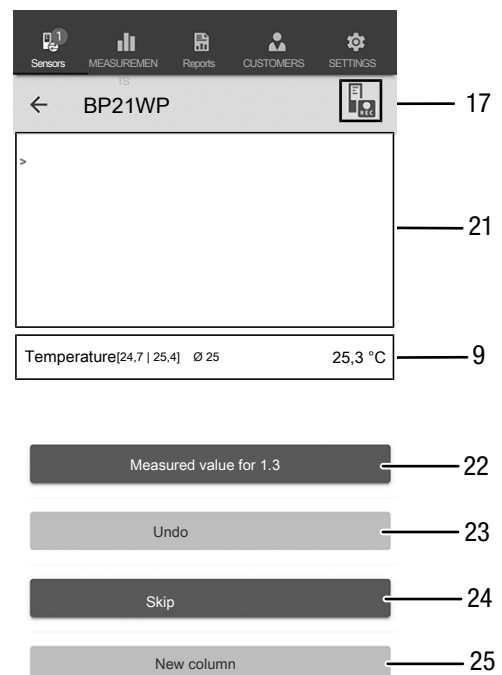 1
Sensors MEASUREMEN Reports CUSTOMERS SETTINGS
TS
← BP21WP REC 17
>
21
Temperature[24,7 | 25,4] Ø 25 25,3 °C 9
Measured value for 1.3 22
Undo 23
Skip 24
New column 25